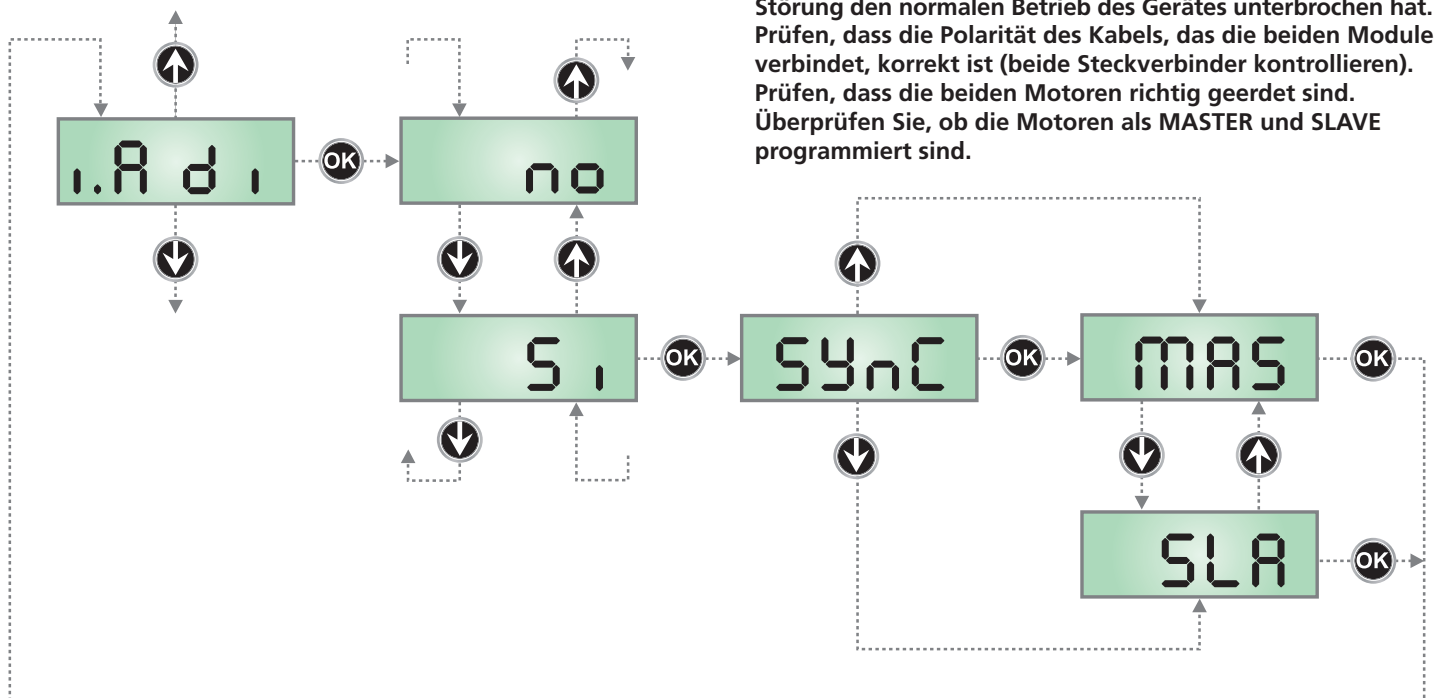 Störung den normalen Betrieb des Gerätes unterbrochen hat.
Prüfen, dass die Polarität des Kabels, das die beiden Module
verbindet, korrekt ist (beide Steckverbinder kontrollieren).
Prüfen, dass die beiden Motoren richtig geerdet sind.
Überprüfen Sie, ob die Motoren als MASTER und SLAVE
programmiert sind.
ı.Adı
OK
no
Sı
OK
SYnC
OK
MAS
OK
SLA
OK